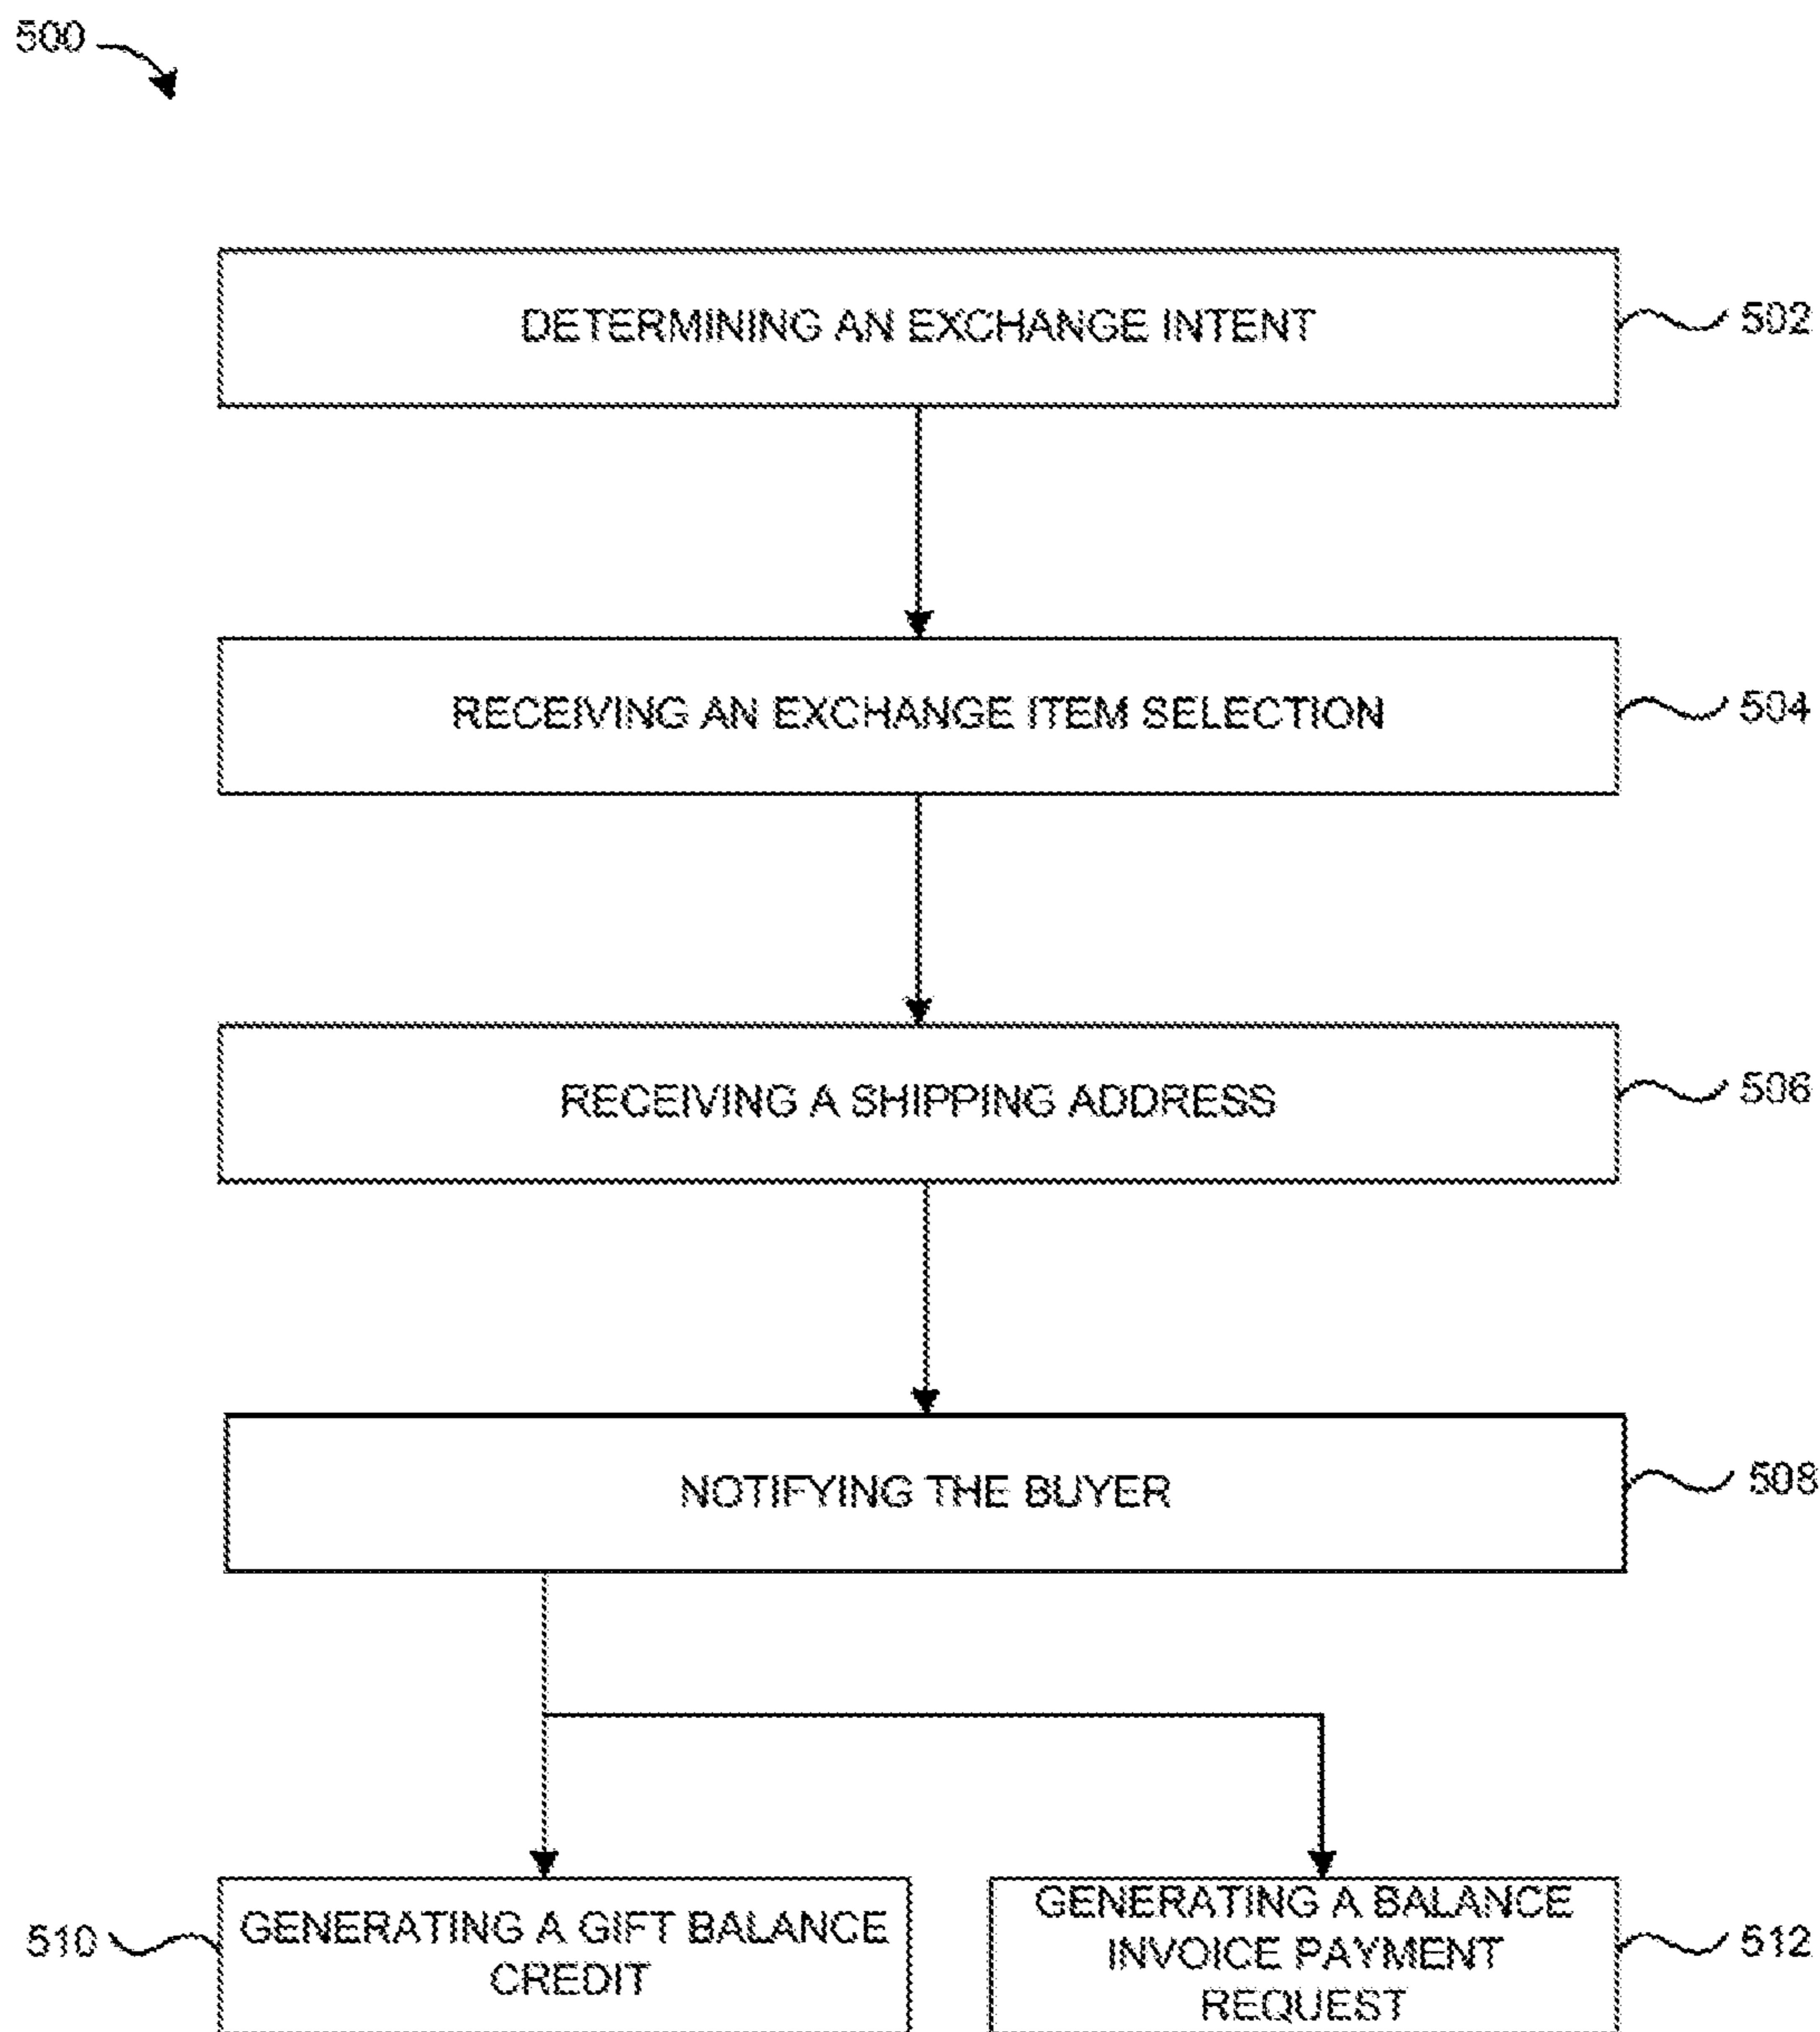 500
DETERMINING AN EXCHANGE INTENT
502
RECEIVING AN EXCHANGE ITEM SELECTION
504
RECEIVING A SHIPPING ADDRESS
506
NOTIFYING THE BUYER
508
510
GENERATING A GIFT BALANCE
CREDIT
GENERATING A BALANCE
INVOICE PAYMENT
REQUEST
512